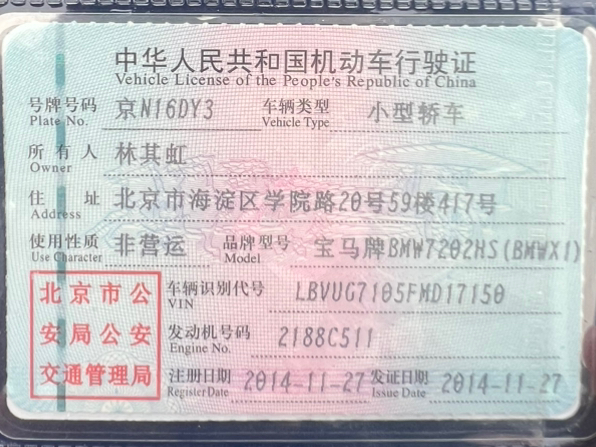 中华人民共和国机动车行驶证
Vehicle License of the People's Republic of China
号牌号码 京N16DY3 车辆类型 小型轿车
Plate No. Vehicle Type
所有人 林其虹
Owner
住址 北京市海淀区学院路20号59楼417号
Address
使用性质 非营运 品牌型号 宝马牌BMW7202HS(BMWX1)
Use Character Model
北京市公安局公安交通管理局
车辆识别代号 LBVUG7105FMD17150
VIN
发动机号码 2188C511
Engine No.
注册日期 2014-11-27 发证日期 2014-11-27
Register Date Issue Date